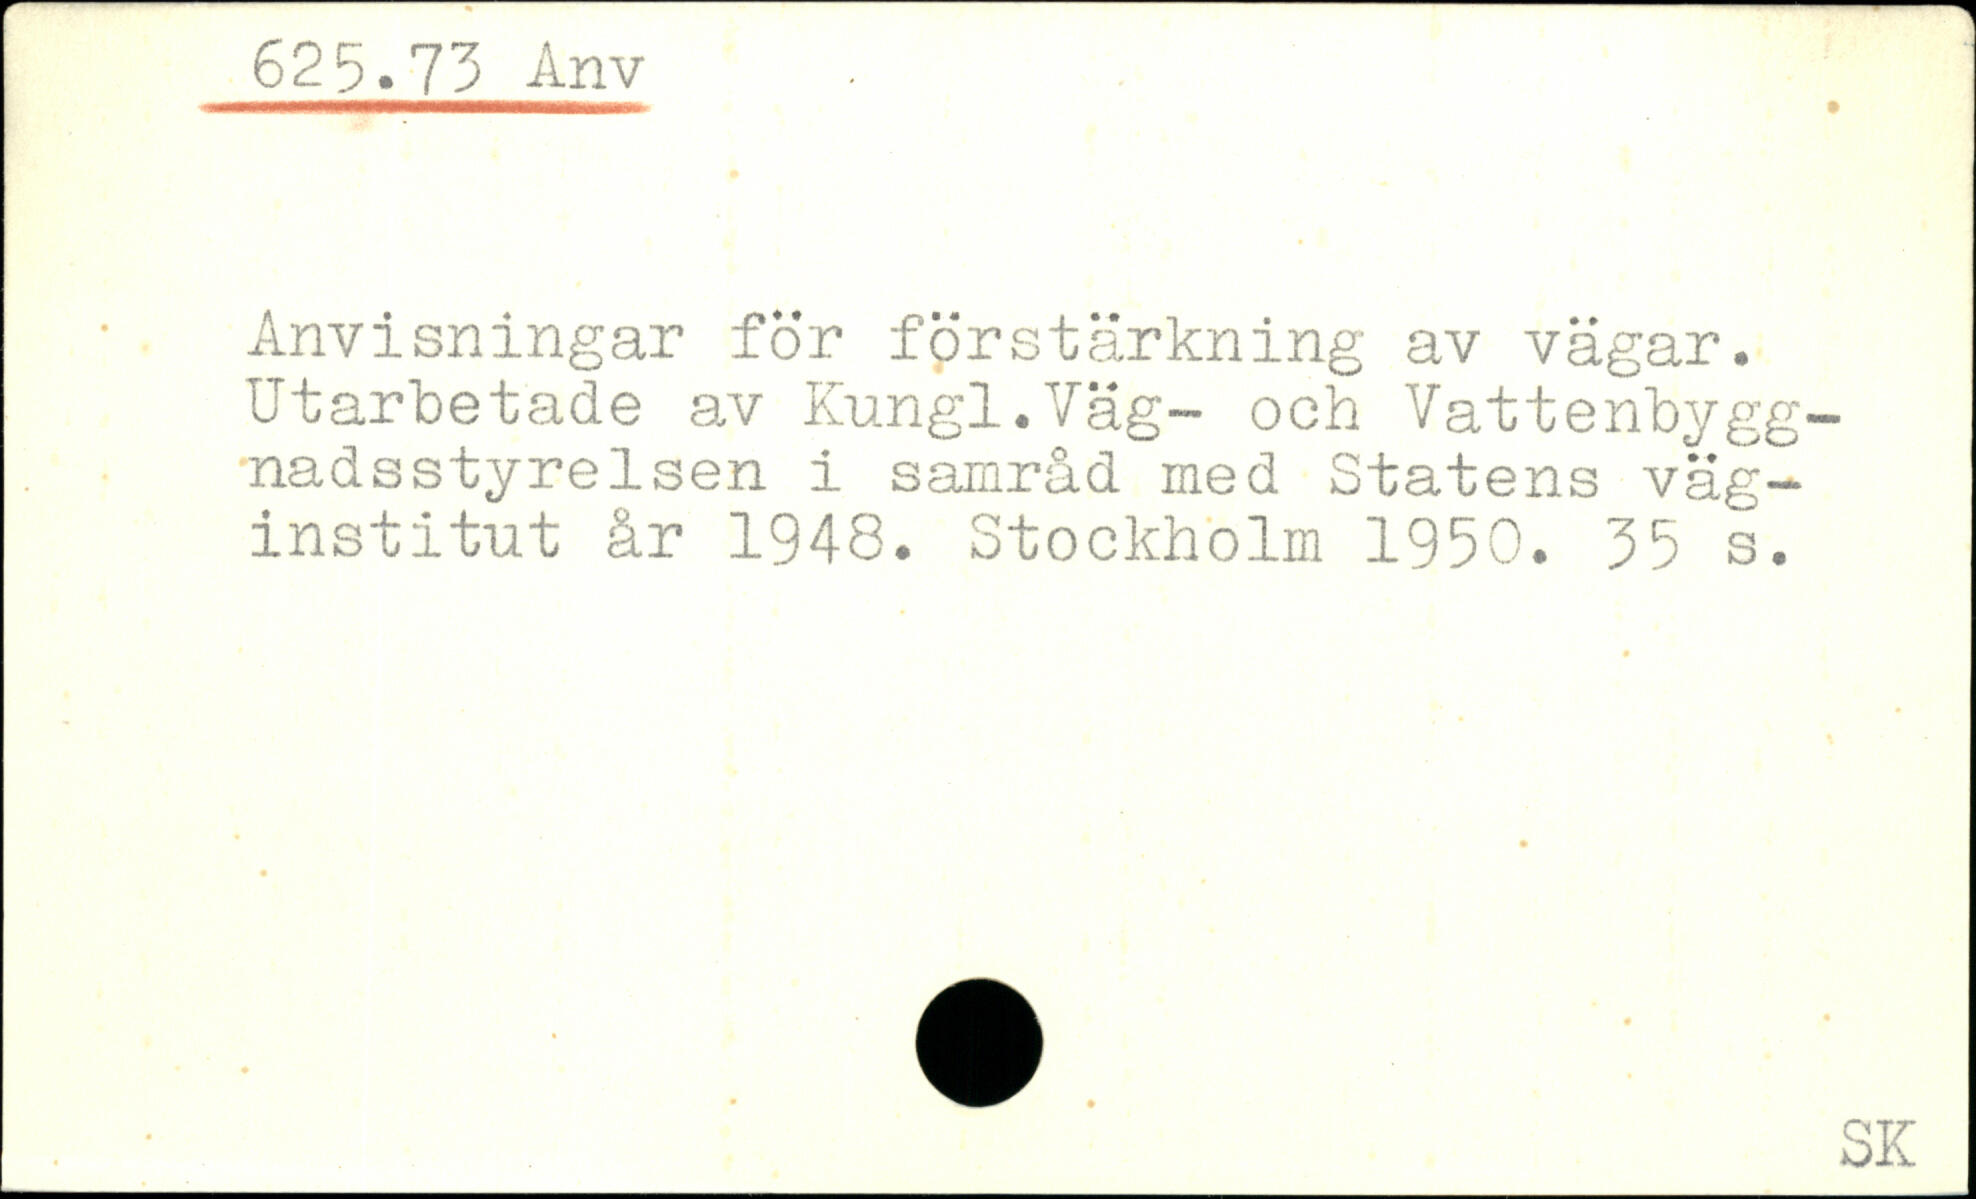 625.73 Anv
Anvisningar för förstärkning av vägar.
Utarbetade av Kungl.Väg- och Vattenbygg-
nadsstyrelsen i samråd med Statens väg-
institut år 1948. Stockholm 1950. 35 s.
SK